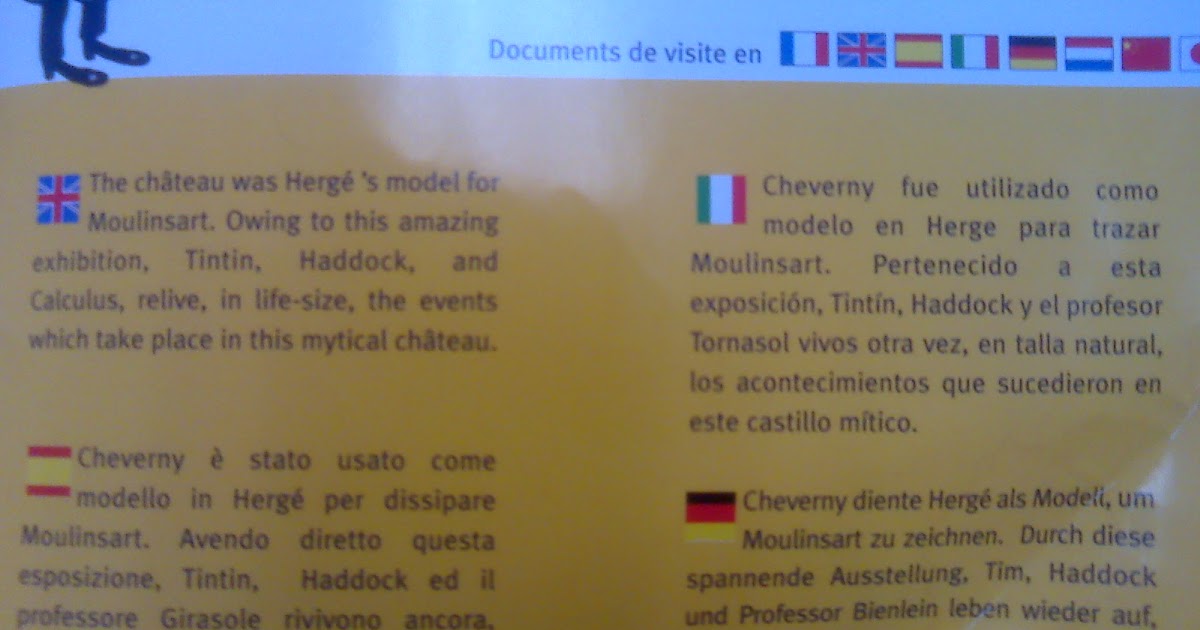 Documents de visite en
The château was Hergé 's model for
Moulinsart. Owing to this amazing
exhibition, Tintin, Haddock, and
Calculus, relive, in life-size, the events
which take place in this mytical château.
Cheverny è stato usato come
modello in Hergé per dissipare
Moulinsart. Avendo diretto questa
esposizione, Tintin, Haddock ed il
professore Girasole rivivono ancora,
Cheverny fue utilizado como
modelo en Herge para trazar
Moulinsart. Pertenecido a esta
exposición, Tintín, Haddock y el profesor
Tornasol vivos otra vez, en talla natural,
los acontecimientos que sucedieron en
este castillo mítico.
Cheverny diente Hergé als Modell, um
Moulinsart zu zeichnen. Durch diese
spannende Ausstellung, Tim, Haddock
und Professor Bienlein leben wieder auf,